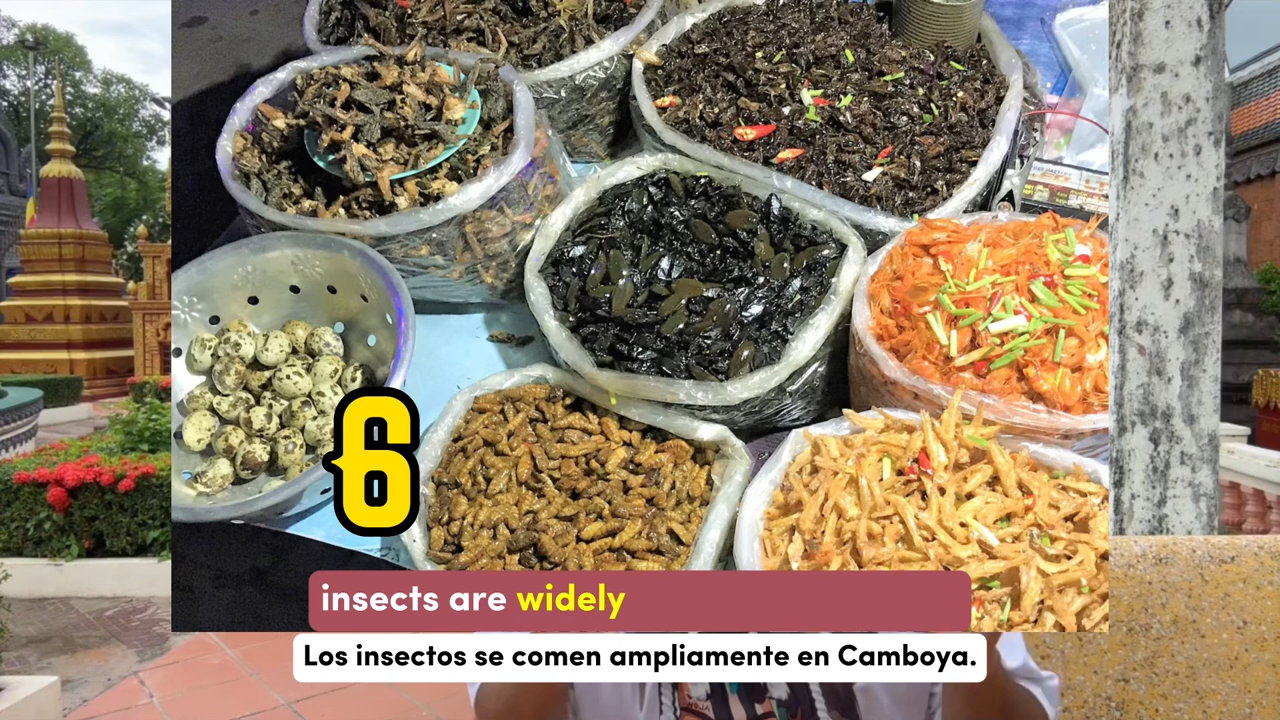 6
insects are widely
Los insectos se comen ampliamente en Camboya.